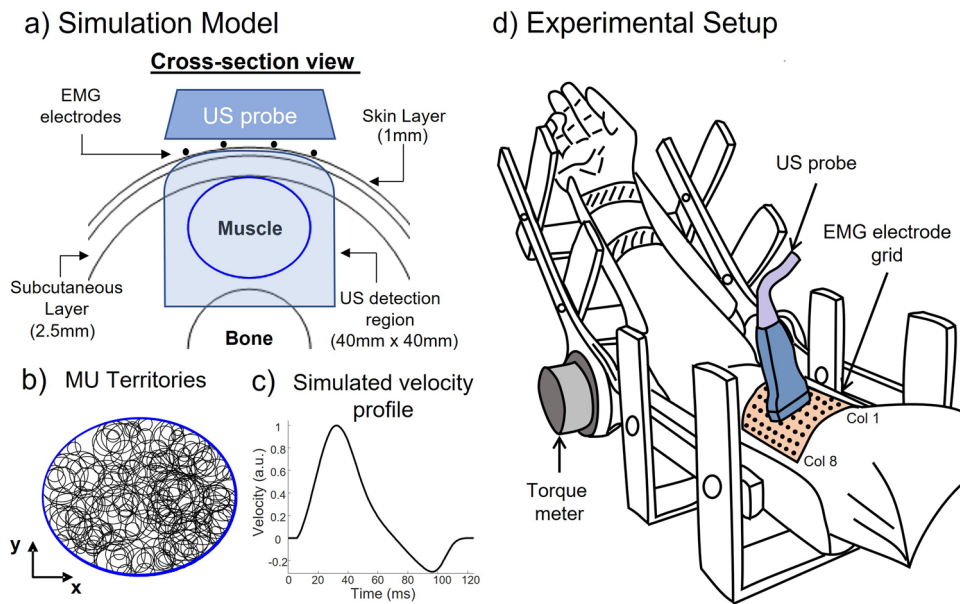 a) Simulation Model
Cross-section view
EMG
electrodes
US probe
Skin Layer
(1mm)
Muscle
Subcutaneous
Layer
(2.5mm)
US detection
region
(40mm x 40mm)
Bone
b) MU Territories
y
x
c) Simulated velocity
profile
Velocity (a.u.)
1
0.8
0.6
0.4
0.2
0
-0.2
0
20
40
60
80
100
120
Time (ms)
d) Experimental Setup
US probe
EMG electrode
grid
Col 1
Col 8
Torque
meter